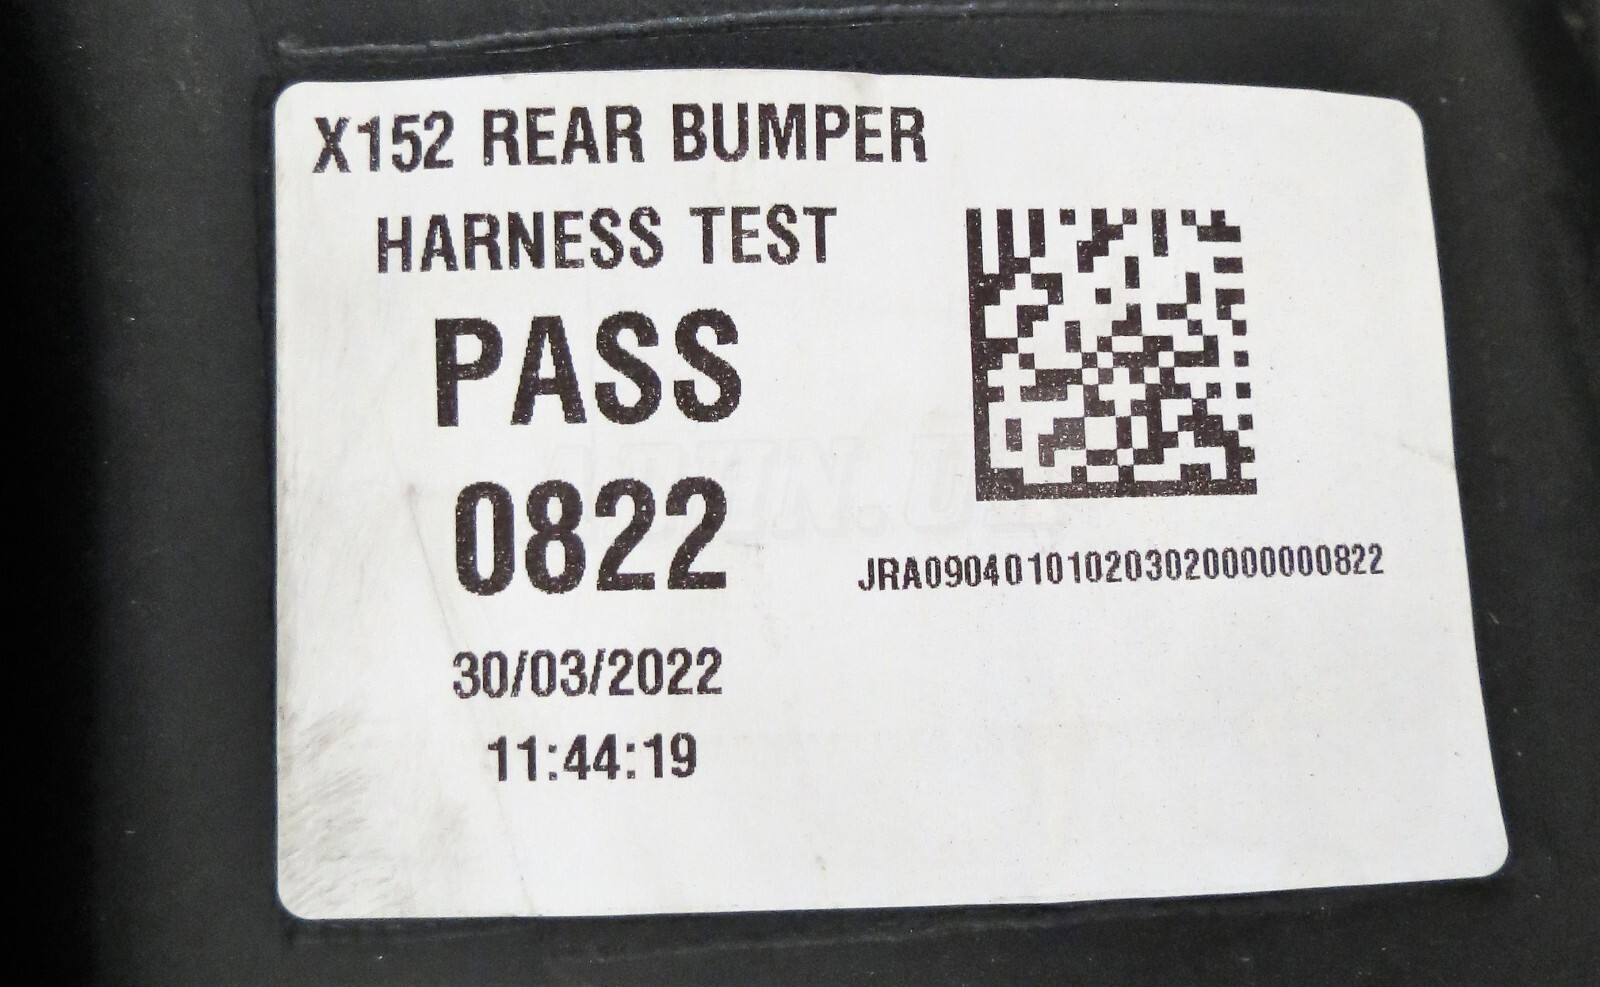 X152 REAR BUMPER
HARNESS TEST
PASS
0822
30/03/2022
11:44:19
JRA0904010102030200000000822